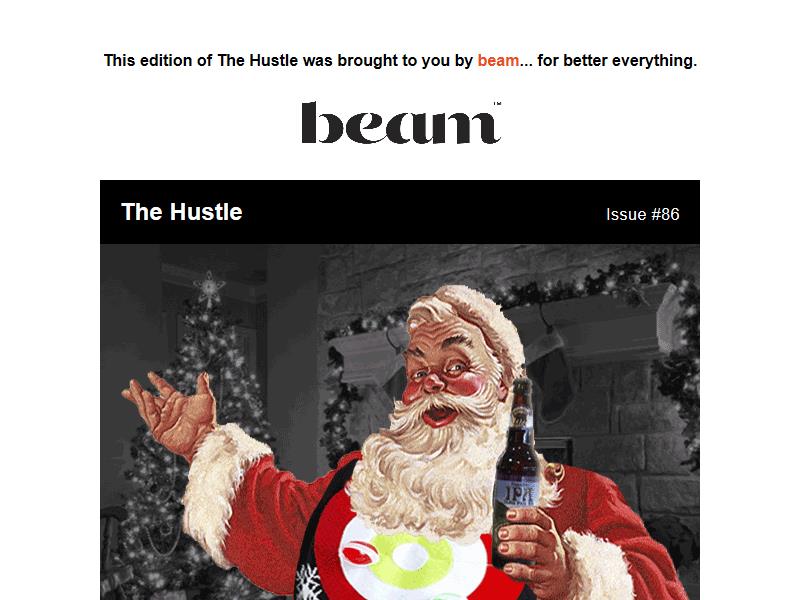 This edition of The Hustle was brought to you by beam... for better everything.
beam™
The Hustle
Issue #86
IPA